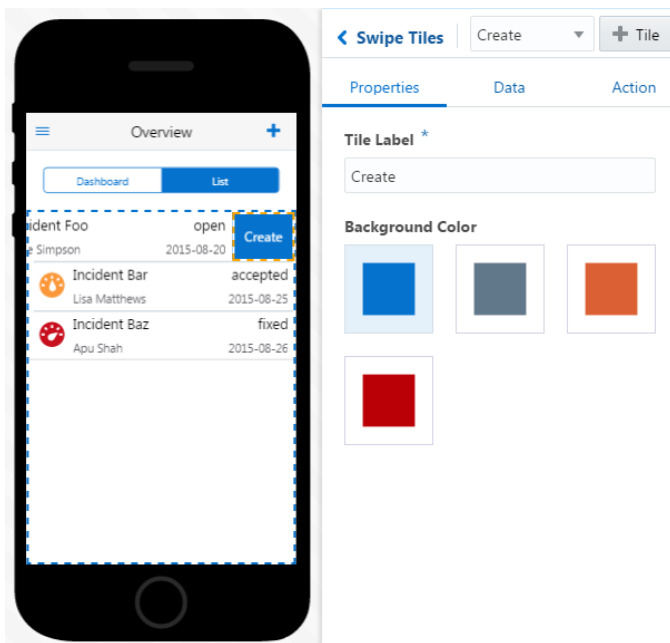 Swipe Tiles
Create
Tile
Properties
Data
Action
Tile Label *
Create
Background Color
Overview
Dashboard
List
ident Foo
open
e Simpson
2015-08-20
Create
Incident Bar
accepted
Lisa Matthews
2015-08-25
Incident Baz
fixed
Apu Shah
2015-08-26